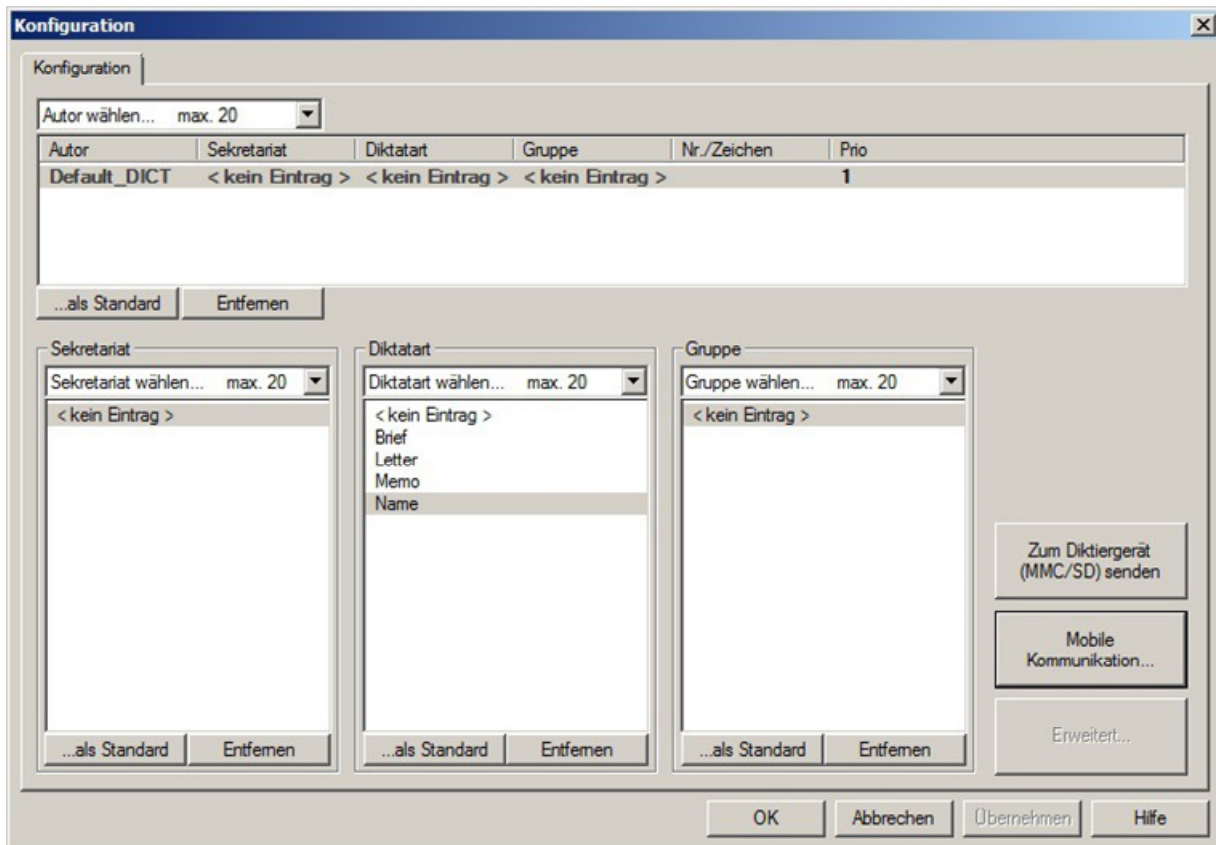 Konfiguration
Konfiguration
Autor wählen... max. 20
Autor Sekretariat Diktatart Gruppe Nr./Zeichen Prio
Default_DICT < kein Eintrag > < kein Eintrag > < kein Eintrag > 1
...als Standard Entfernen
Sekretariat Diktatart Gruppe
Sekretariat wählen... max. 20 Diktatart wählen... max. 20 Gruppe wählen... max. 20
< kein Eintrag > < kein Eintrag > < kein Eintrag >
Brief
Letter
Memo
Name
Zum Diktiergerät
(MMC/SD) senden
Mobile
Kommunikation...
Erweitert...
...als Standard Entfernen ...als Standard Entfernen ...als Standard Entfernen
OK Abbrechen Übernehmen Hilfe